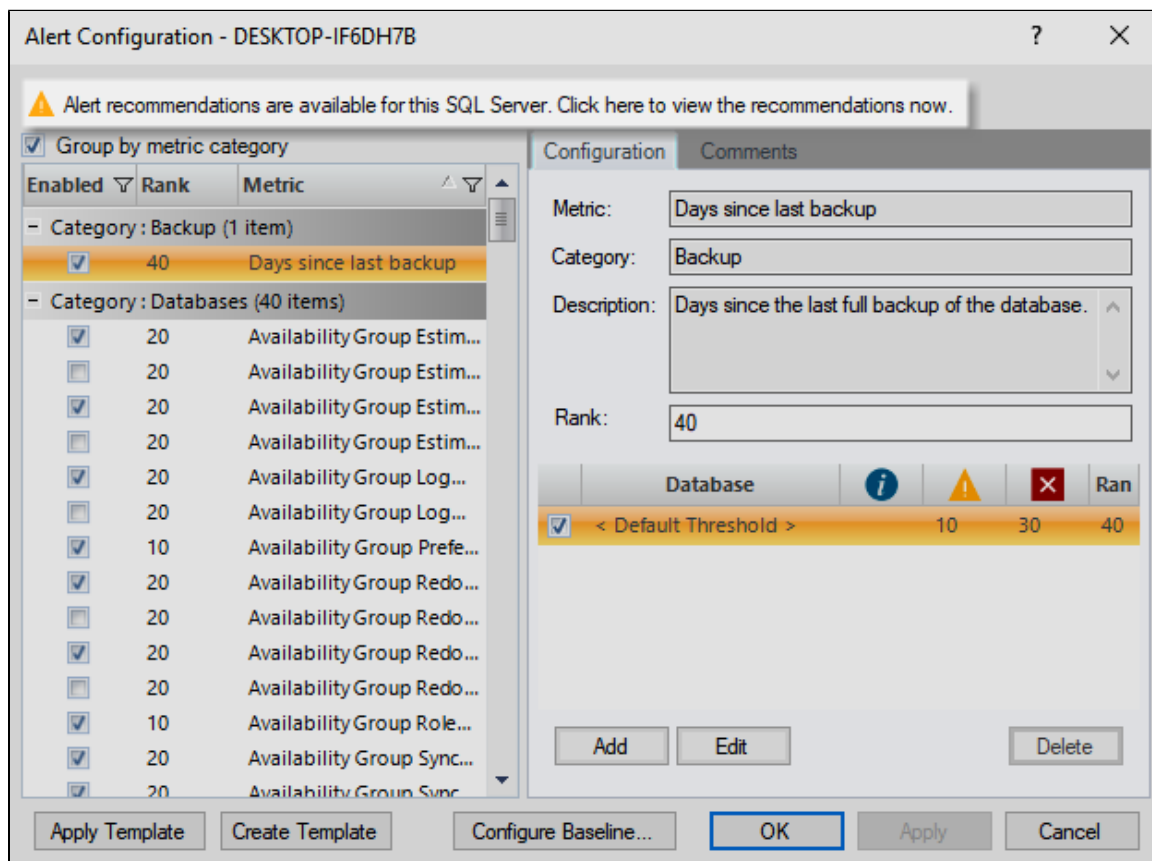 Alert Configuration - DESKTOP-IF6DH7B
?
Alert recommendations are available for this SQL Server. Click here to view the recommendations now.
Group by metric category
Enabled Rank Metric
Category : Backup (1 item)
40 Days since last backup
Category : Databases (40 items)
20 Availability Group Estim...
20 Availability Group Estim...
20 Availability Group Estim...
20 Availability Group Estim...
20 Availability Group Log...
20 Availability Group Log...
10 Availability Group Prefe...
20 Availability Group Redo...
20 Availability Group Redo...
20 Availability Group Redo...
20 Availability Group Redo...
10 Availability Group Role...
20 Availability Group Sync...
20 Availability Group Sync
Configuration Comments
Metric: Days since last backup
Category: Backup
Description: Days since the last full backup of the database.
Rank: 40
Database Ran
< Default Threshold > 10 30 40
Add Edit Delete
Apply Template Create Template Configure Baseline... OK Apply Cancel